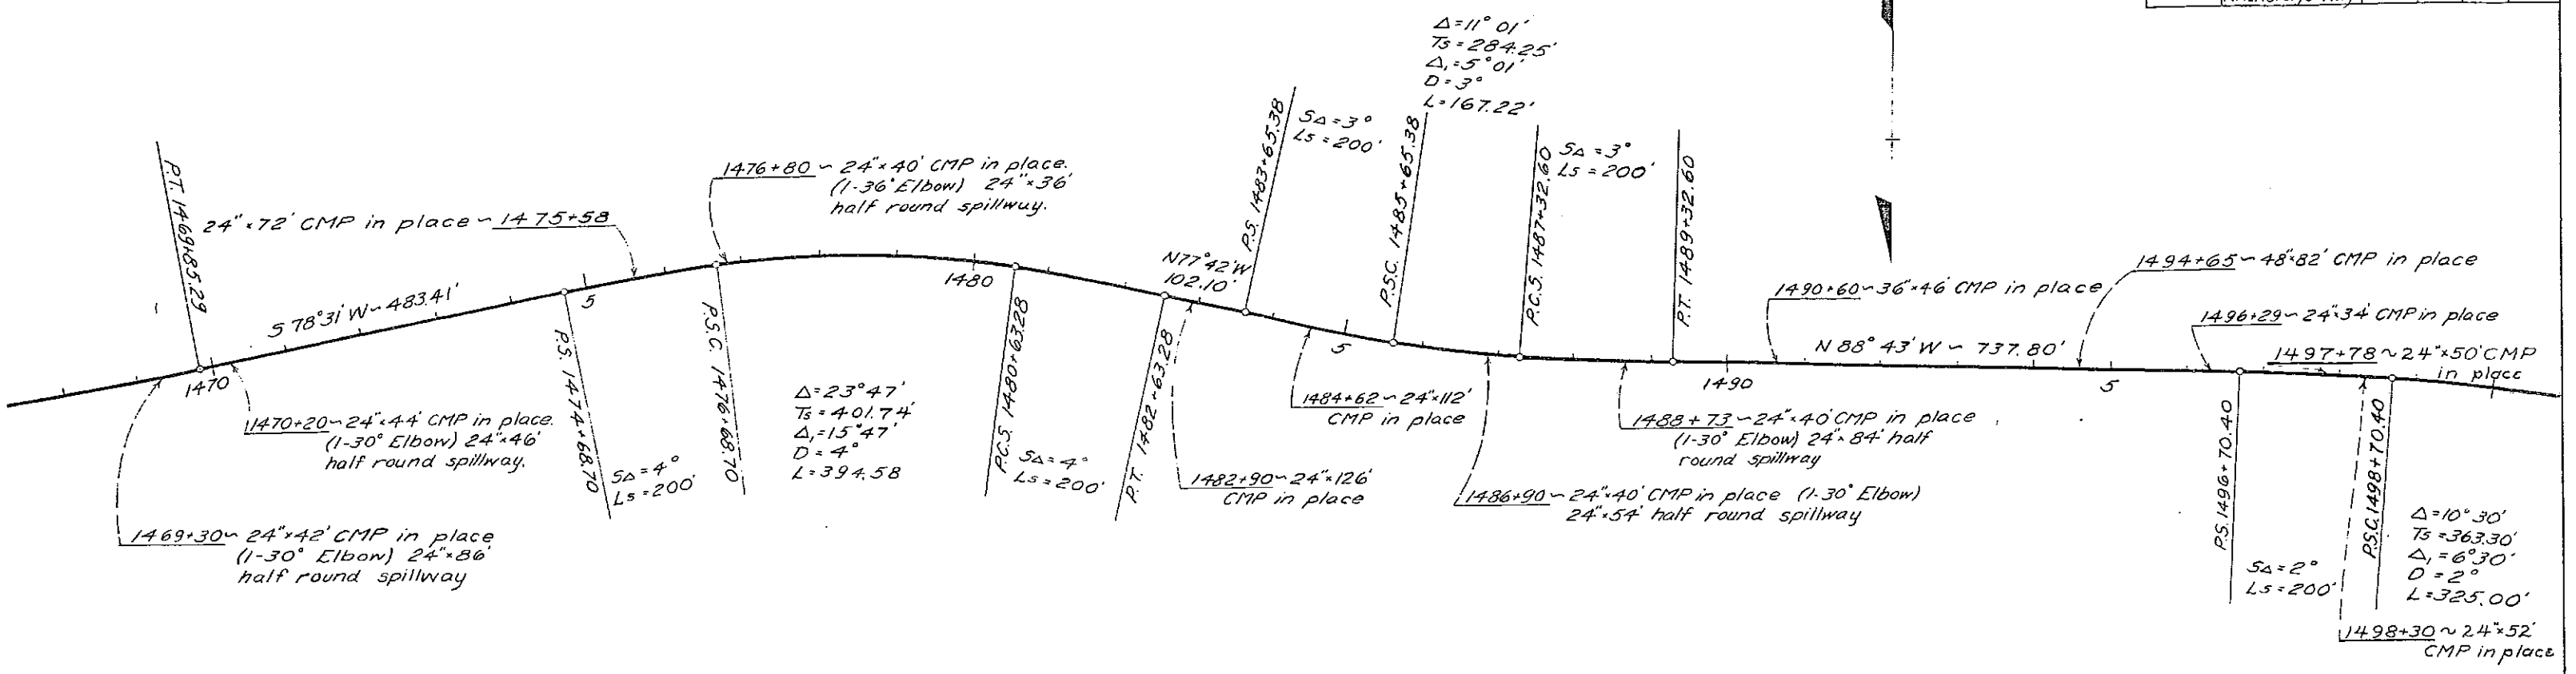 P.T. 1469+85.29
24"×72' CMP in place ~ 1475+58
1476+80 ~ 24"×40' CMP in place.
(1-36° Elbow) 24"×36'
half round spillway.
S 78°31' W ~ 483.41'
1470
5
1480
1470+20 ~ 24"×44' CMP in place.
(1-30° Elbow) 24"×46'
half round spillway.
1469+30 ~ 24"×42' CMP in place
(1-30° Elbow) 24"×86'
half round spillway
P.S. 1474+68.70
S∆=4°
Ls=200'
P.S.C. 1476+68.70
∆=23°47'
Ts=401.74'
∆₁=15°47'
D=4°
L=394.58
P.C.S. 1480+63.28
S∆=4°
Ls=200'
P.T. 1482+63.28
N77°42'W
102.10'
1482+90 ~ 24"×126'
CMP in place
P.S. 1483+65.38
S∆=3°
Ls=200'
5
1484+62 ~ 24"×112'
CMP in place
∆=11°01'
Ts=284.25'
∆₁=5°01'
D=3°
L=167.22'
P.S.C. 1485+65.38
P.C.S. 1487+32.60
S∆=3°
Ls=200'
P.T. 1489+32.60
1486+90 ~ 24"×40' CMP in place (1-30° Elbow)
24"×54' half round spillway
1488+73 ~ 24"×40' CMP in place
(1-30° Elbow) 24"×84' half
round spillway
1490
1490+60 ~ 36"×46' CMP in place
N 88°43' W ~ 737.80'
1494+65 ~ 48"×82' CMP in place
5
1496+29 ~ 24"×34' CMP in place
1497+78 ~ 24"×50' CMP
in place
P.S. 1496+70.40
S∆=2°
Ls=200'
P.S.C. 1498+70.40
∆=10°30'
Ts=363.30'
∆₁=6°30'
D=2°
L=325.00'
1498+30 ~ 24"×52'
CMP in place